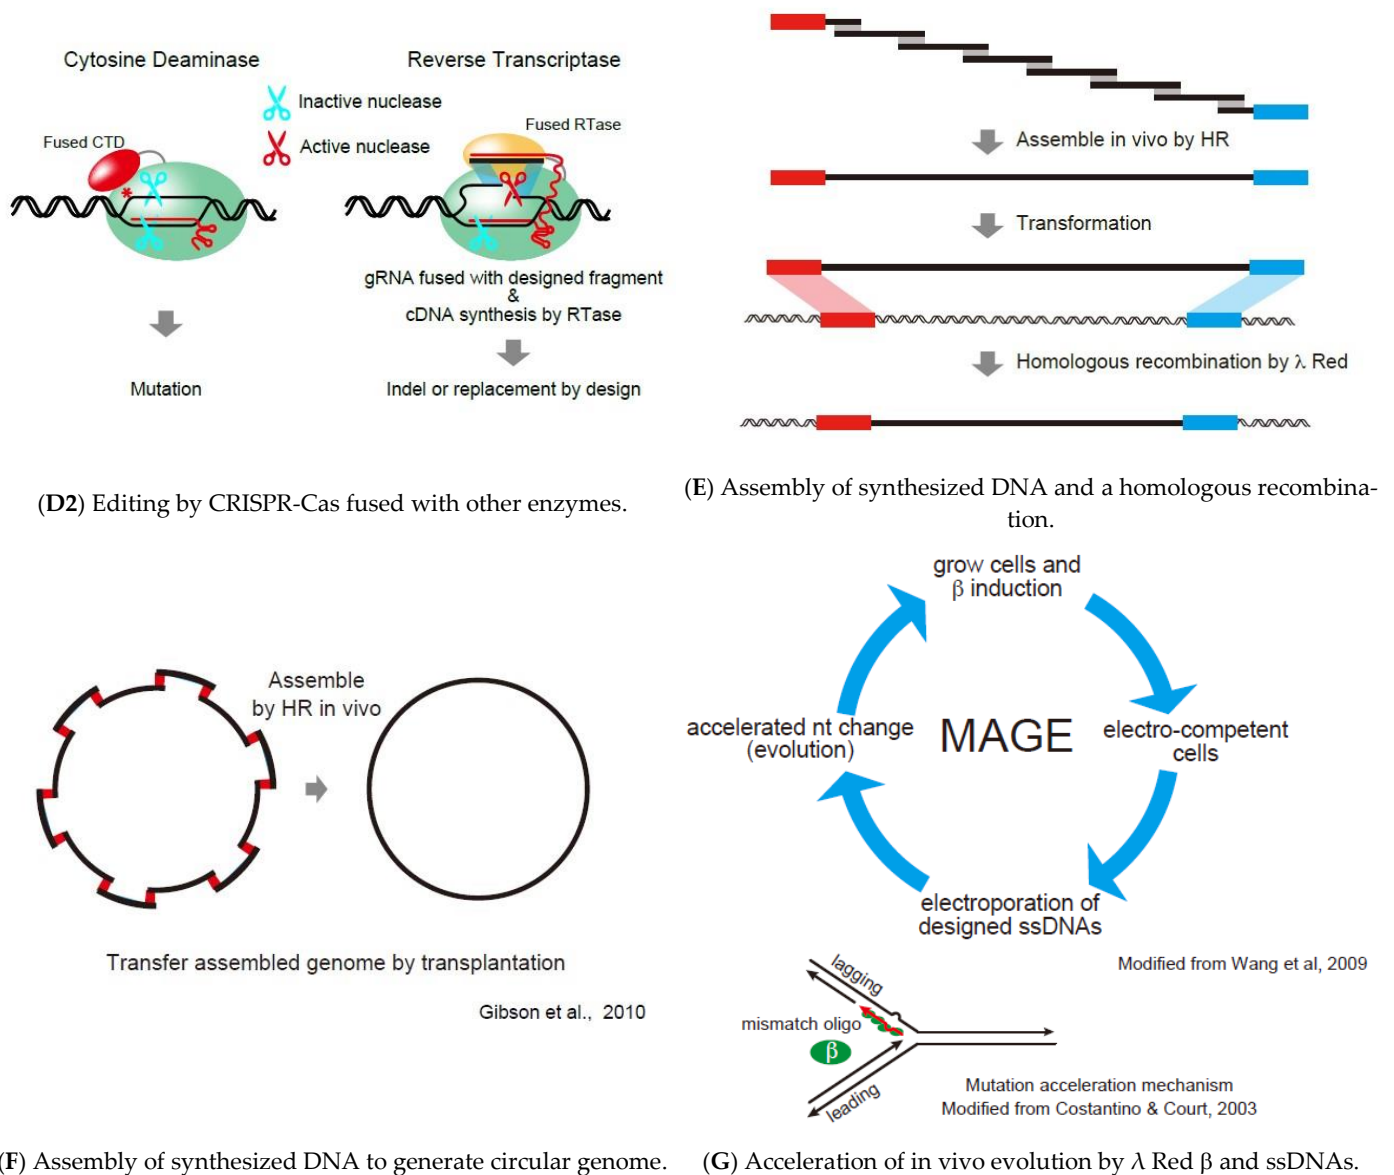 Cytosine Deaminase
Reverse Transcriptase
Inactive nuclease
Active nuclease
Fused CTD
Fused RTase
*
gRNA fused with designed fragment
&
cDNA synthesis by RTase
Mutation
Indel or replacement by design
(D2) Editing by CRISPR-Cas fused with other enzymes.
Assemble in vivo by HR
Transformation
Homologous recombination by λ Red
(E) Assembly of synthesized DNA and a homologous recombina-
tion.
Assemble
by HR in vivo
Transfer assembled genome by transplantation
Gibson et al., 2010
(F) Assembly of synthesized DNA to generate circular genome.
grow cells and
β induction
accelerated nt change
(evolution)
MAGE
electro-competent
cells
electroporation of
designed ssDNAs
Modified from Wang et al, 2009
lagging
mismatch oligo
β
leading
Mutation acceleration mechanism
Modified from Costantino & Court, 2003
(G) Acceleration of in vivo evolution by λ Red β and ssDNAs.